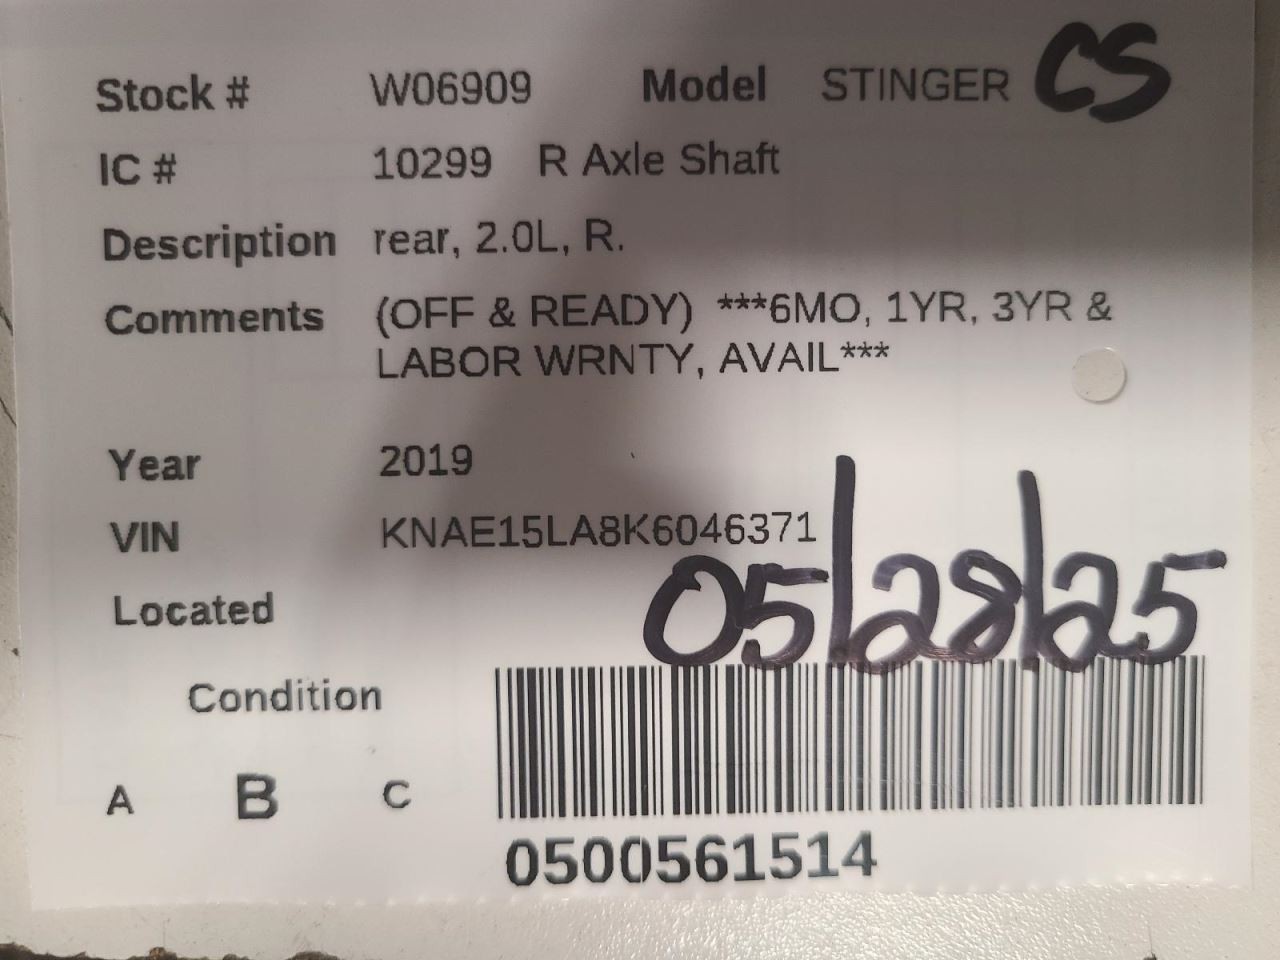 Stock # W06909 Model STINGER CS
IC # 10299 R Axle Shaft
Description rear, 2.0L, R.
Comments (OFF & READY) ***6MO, 1YR, 3YR &
LABOR WRNTY, AVAIL***
Year 2019
VIN KNAE15LA8K6046371
05/28/25
Located
Condition
A B C
0500561514